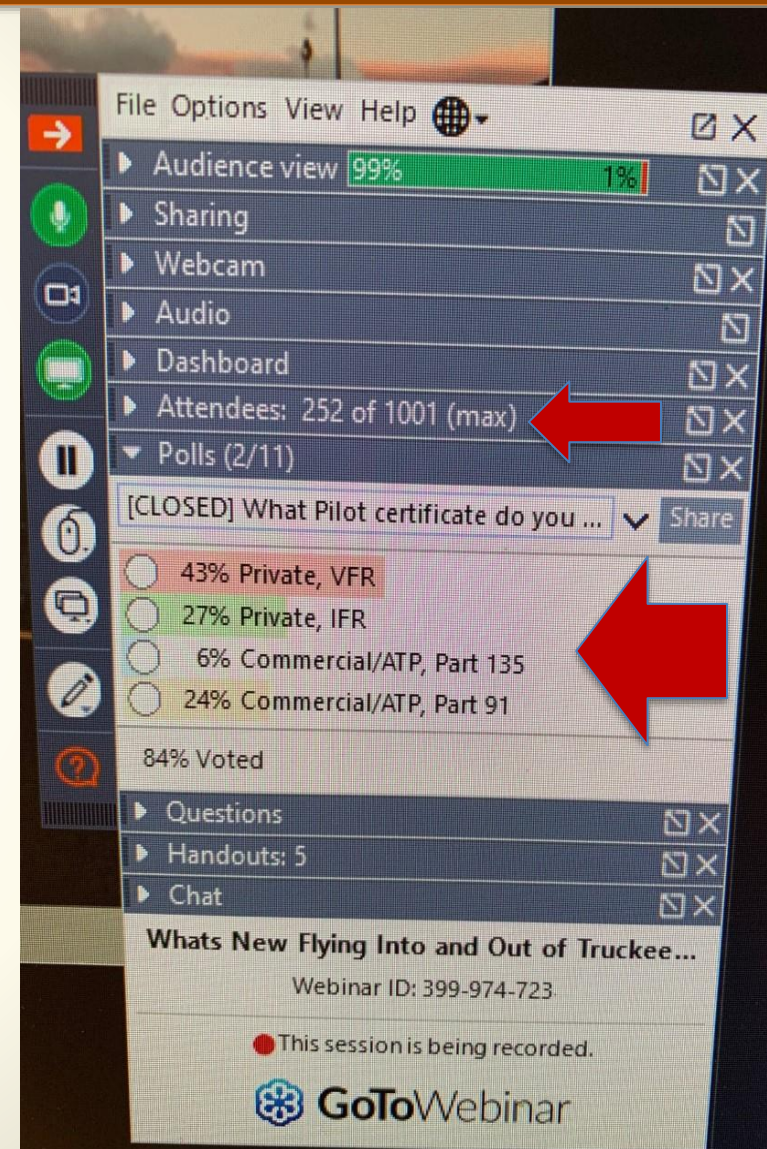 File Options View Help
Audience view 99% 1%
Sharing
Webcam
Audio
Dashboard
Attendees: 252 of 1001 (max)
Polls (2/11)
[CLOSED] What Pilot certificate do you ... Share
43% Private, VFR
27% Private, IFR
6% Commercial/ATP, Part 135
24% Commercial/ATP, Part 91
84% Voted
Questions
Handouts: 5
Chat
Whats New Flying Into and Out of Truckee...
Webinar ID: 399-974-723
This session is being recorded.
GoToWebinar